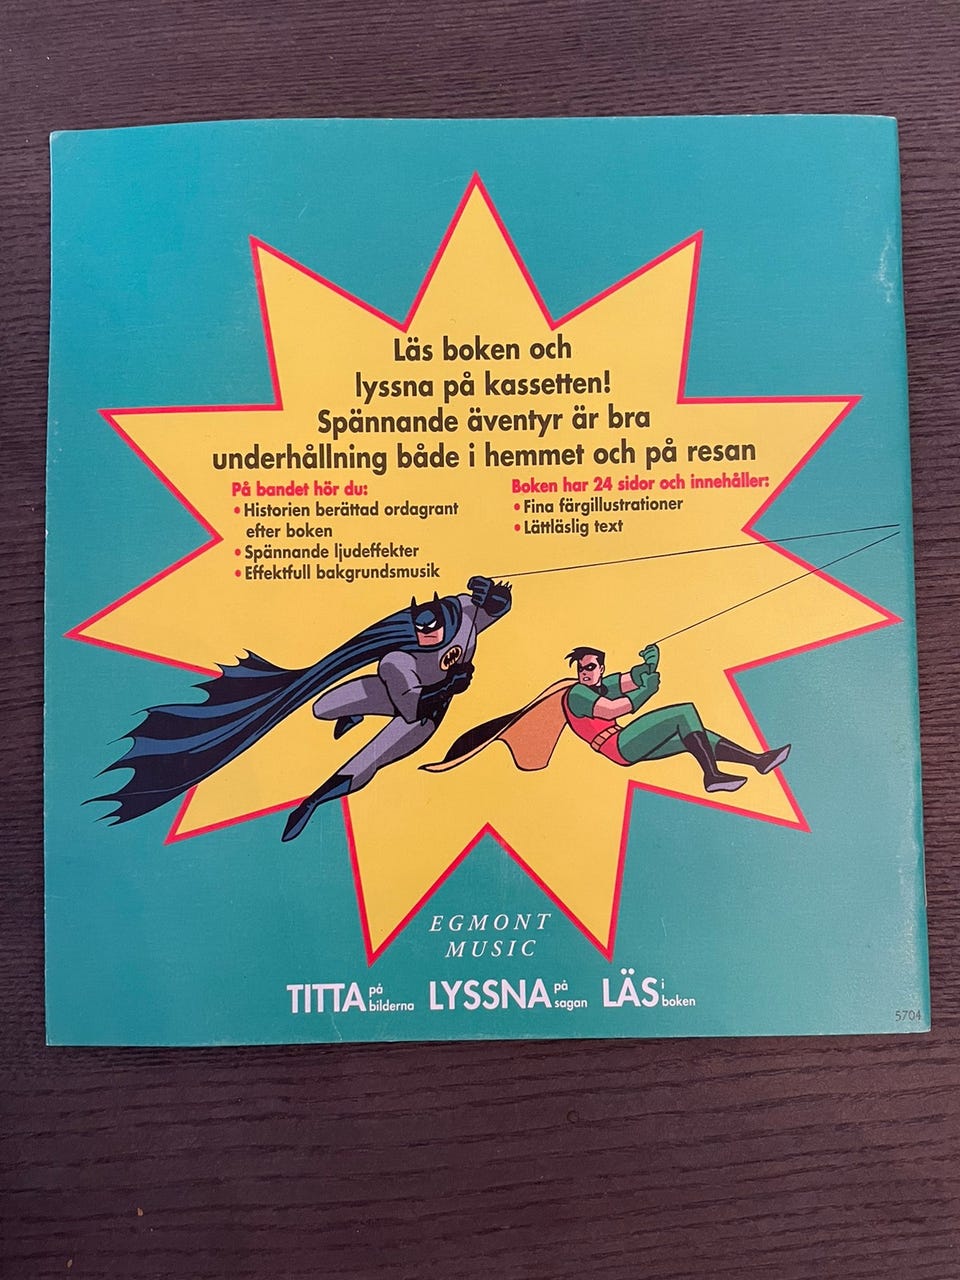 Läs boken och
lyssna på kassetten!
Spännande äventyr är bra
underhållning både i hemmet och på resan
På bandet hör du:
• Historien berättad ordagrant
efter boken
• Spännande ljudeffekter
• Effektfull bakgrundsmusik
Boken har 24 sidor och innehåller:
• Fina färgillustrationer
• Lättläslig text
EGMONT
MUSIC
TITTA på bilderna LYSSNA på sagan LÄS i boken
5704